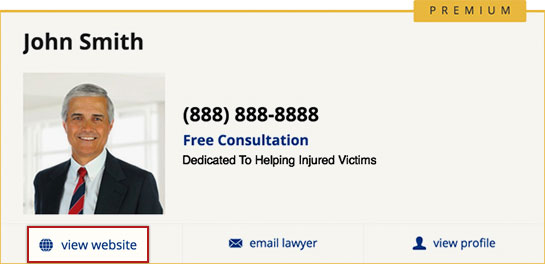 PREMIUM
John Smith
(888) 888-8888
Free Consultation
Dedicated To Helping Injured Victims
view website
email lawyer
view profile